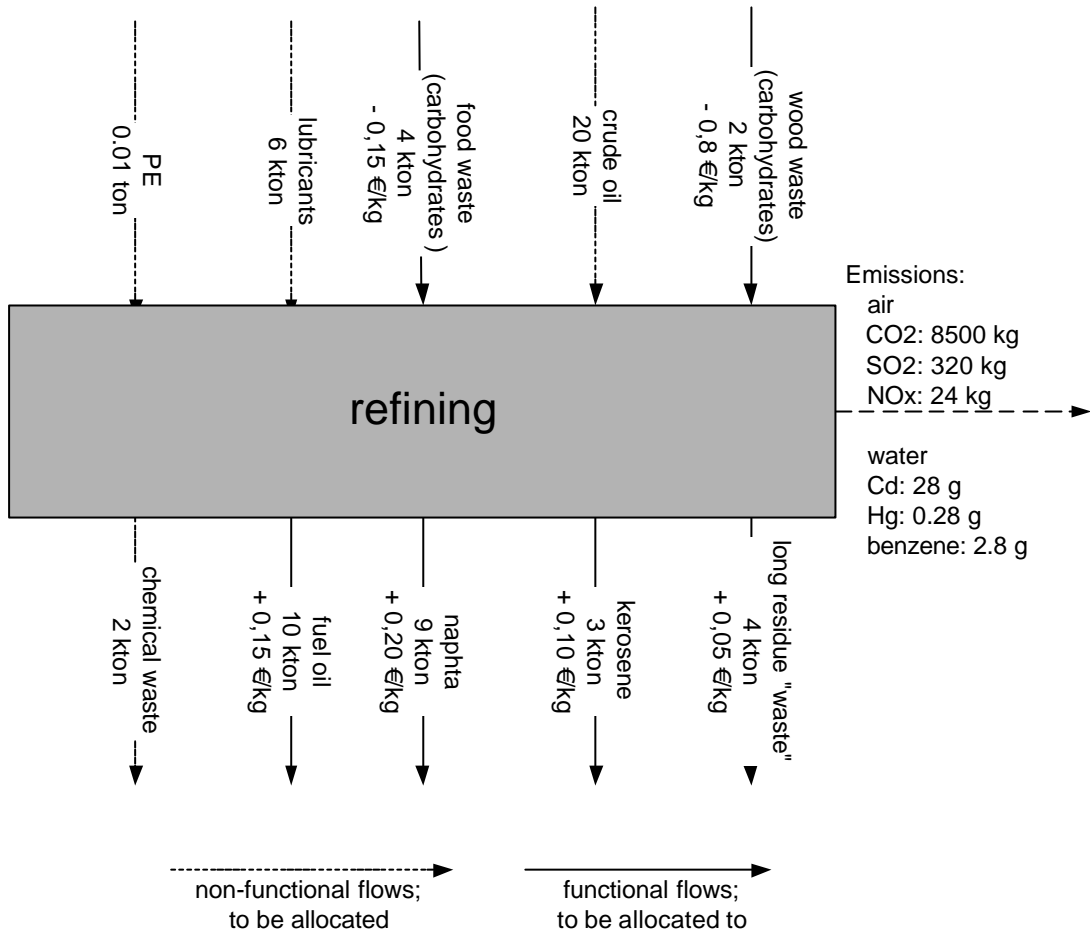 PE
0.01 ton
lubricants
6 kton
food waste
(carbohydrates )
4 kton
- 0,15 €/kg
crude oil
20 kton
wood waste
(carbohydrates)
2 kton
- 0,8 €/kg
Emissions:
air
CO2: 8500 kg
SO2: 320 kg
NOx: 24 kg
refining
water
Cd: 28 g
Hg: 0.28 g
benzene: 2.8 g
chemical waste
2 kton
fuel oil
10 kton
+ 0,15 €/kg
naphta
9 kton
+ 0,20 €/kg
kerosene
3 kton
+ 0,10 €/kg
long residue "waste"
4 kton
+ 0,05 €/kg
non-functional flows;
to be allocated
functional flows;
to be allocated to